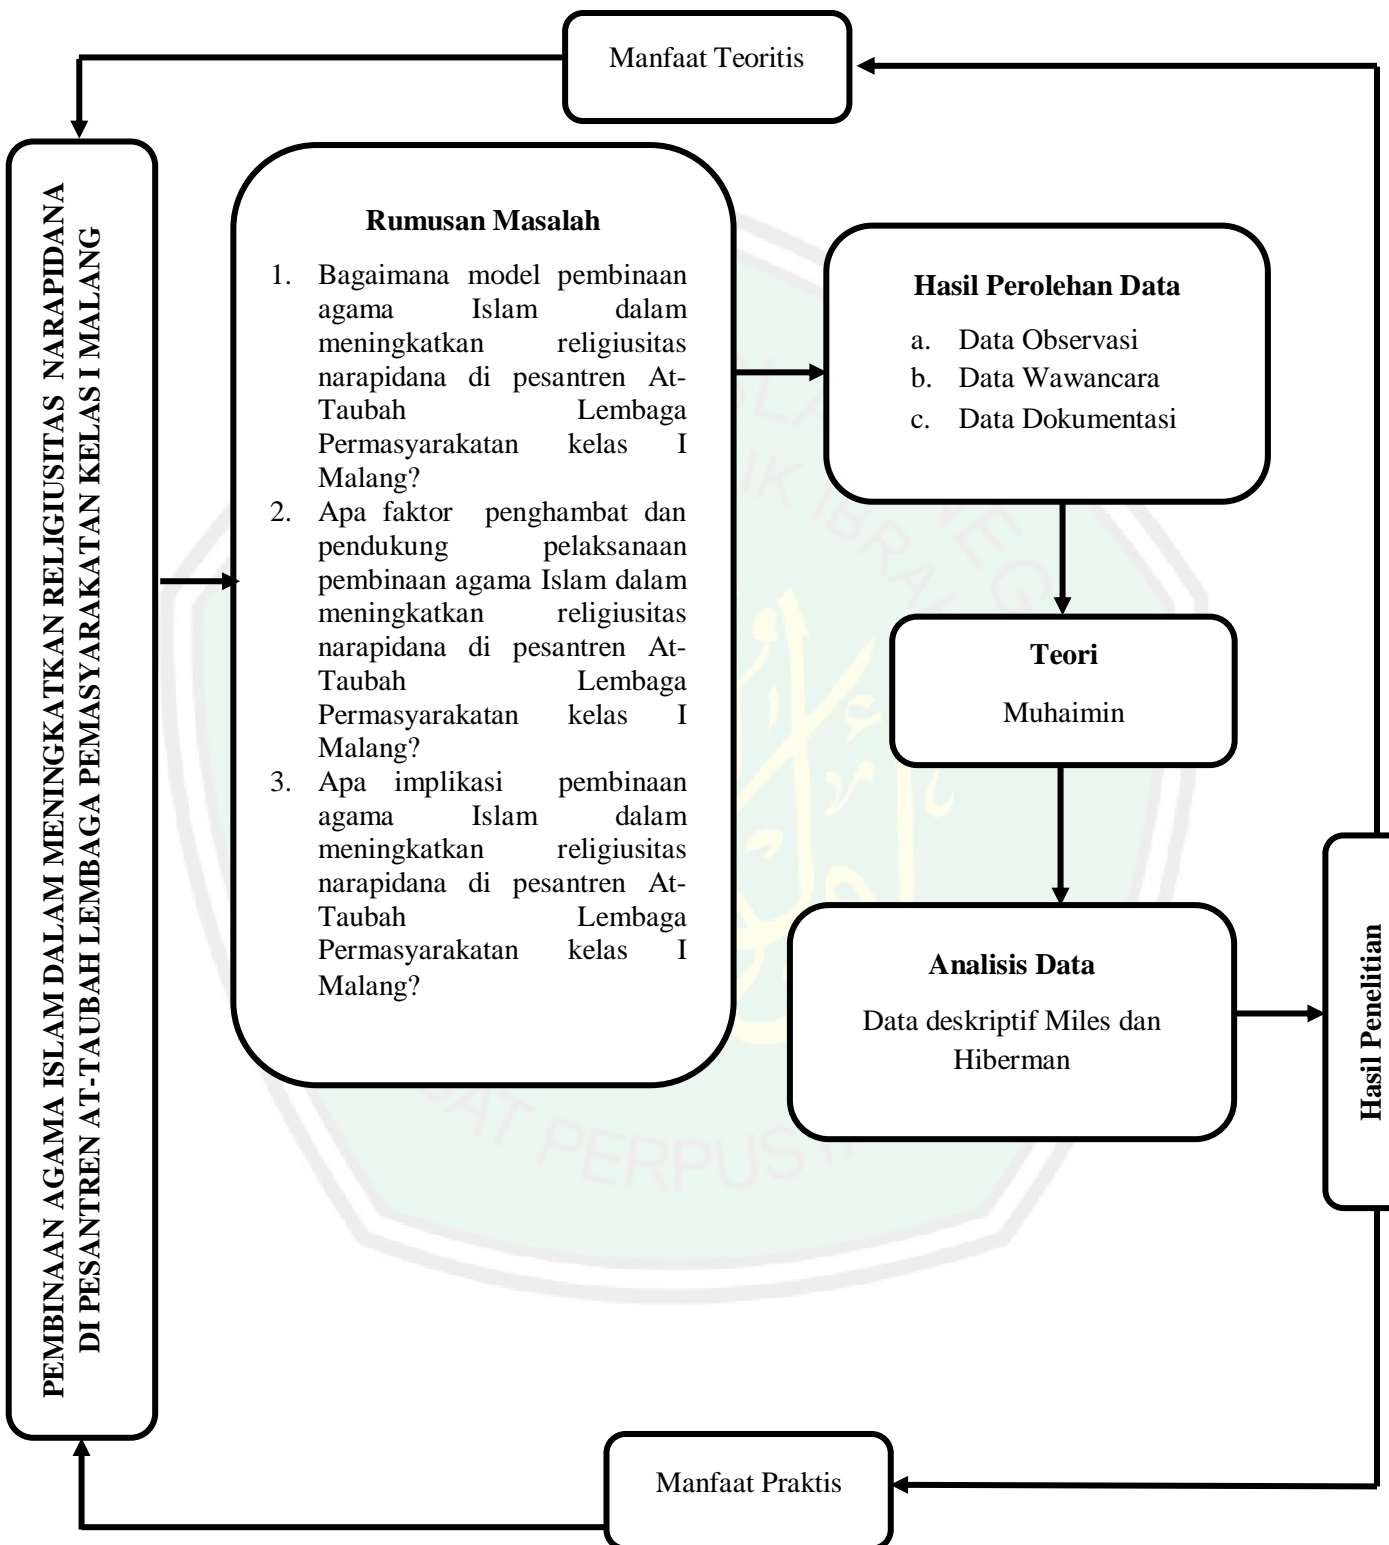 Manfaat Teoritis
PEMBINAAN AGAMA ISLAM DALAM MENINGKATKAN RELIGIUSITAS NARAPIDANA
DI PESANTREN AT-TAUBAH LEMBAGA PEMASYARAKATAN KELAS I MALANG
Rumusan Masalah
1. Bagaimana model pembinaan
agama Islam dalam
meningkatkan religiusitas
narapidana di pesantren At-
Taubah Lembaga
Permasyarakatan kelas I
Malang?
2. Apa faktor penghambat dan
pendukung pelaksanaan
pembinaan agama Islam dalam
meningkatkan religiusitas
narapidana di pesantren At-
Taubah Lembaga
Permasyarakatan kelas I
Malang?
3. Apa implikasi pembinaan
agama Islam dalam
meningkatkan religiusitas
narapidana di pesantren At-
Taubah Lembaga
Permasyarakatan kelas I
Malang?
Hasil Perolehan Data
a. Data Observasi
b. Data Wawancara
c. Data Dokumentasi
Teori
Muhaimin
Analisis Data
Data deskriptif Miles dan
Hiberman
Hasil Penelitian
Manfaat Praktis